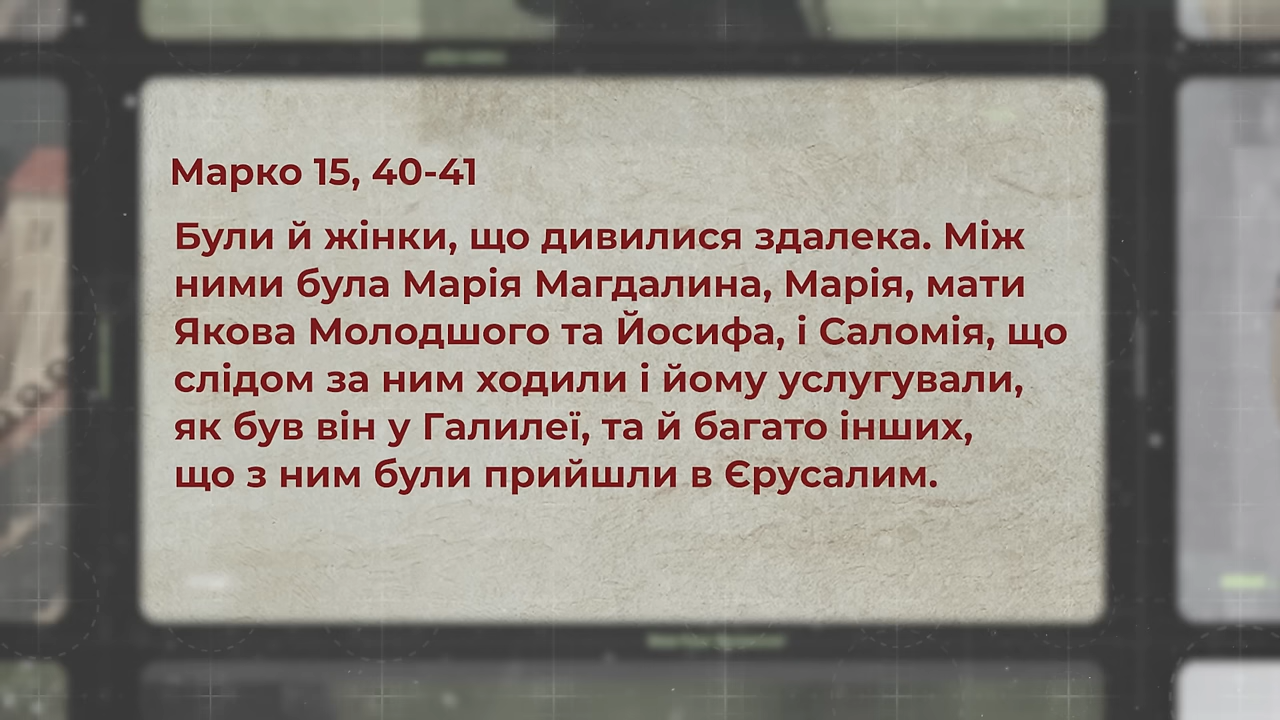 Марко 15, 40-41
Були й жінки, що дивилися здалека. Між
ними була Марія Магдалина, Марія, мати
Якова Молодшого та Йосифа, і Саломія, що
слідом за ним ходили і йому услугували,
як був він у Галилеї, та й багато інших,
що з ним були прийшли в Єрусалим.